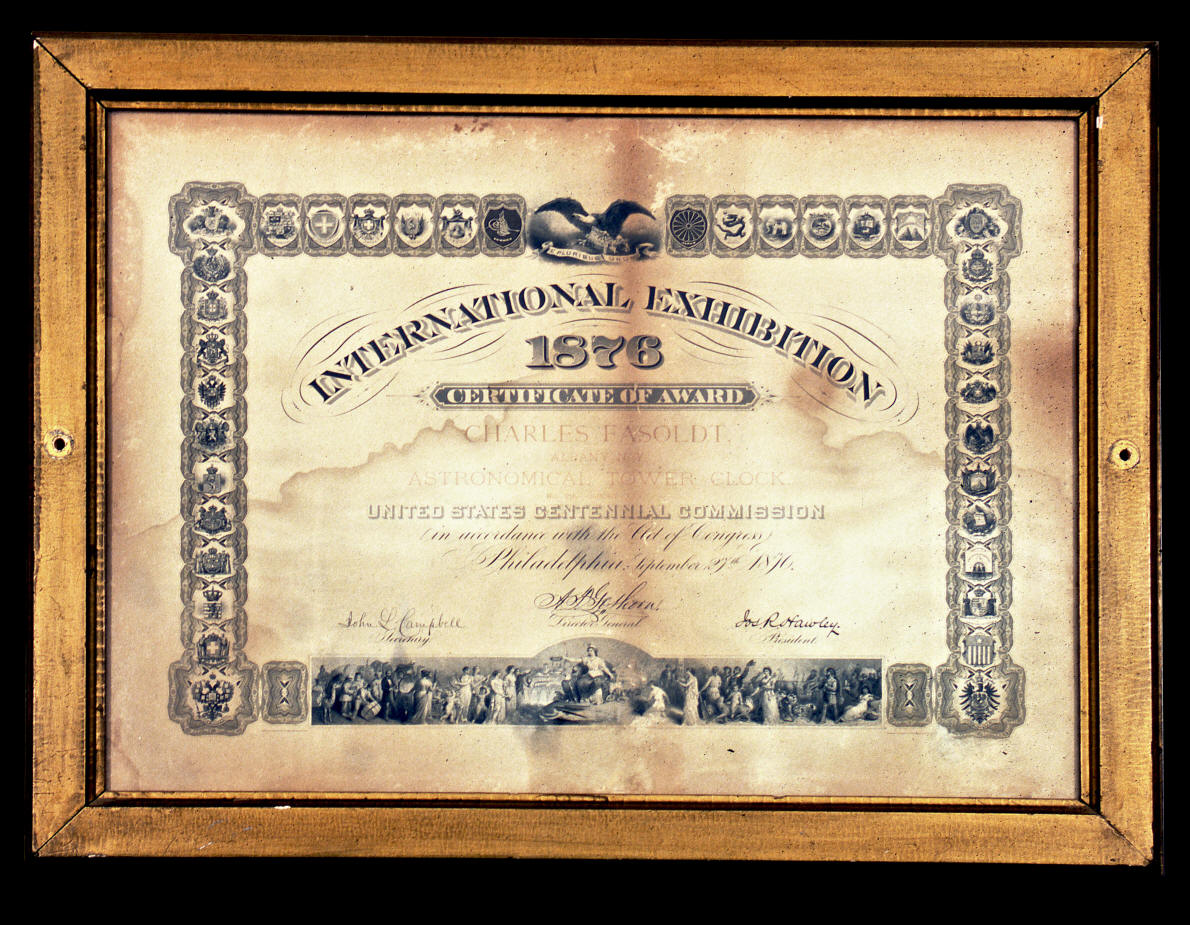 E PLURIBUS UNUM
INTERNATIONAL EXHIBITION
1876
CERTIFICATE OF AWARD
CHARLES FASOLDT,
ALBANY N.Y.
ASTRONOMICAL TOWER CLOCK.
UNITED STATES CENTENNIAL COMMISSION
(in accordance with the Act of Congress)
Philadelphia, September 27th 1876.
A. T. Goshorn
Director General
John L Campbell
Secretary
Jos R Hawley.
President